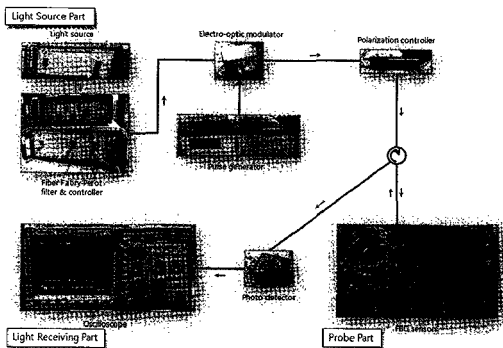 Light Source Part
Light source
Electro-optic modulator
Polarization controller
Pulse generator
Fiber Fabry-Perot
filter & controller
Photo detector
FBG sensors
Oscilloscope
Light Receiving Part
Probe Part